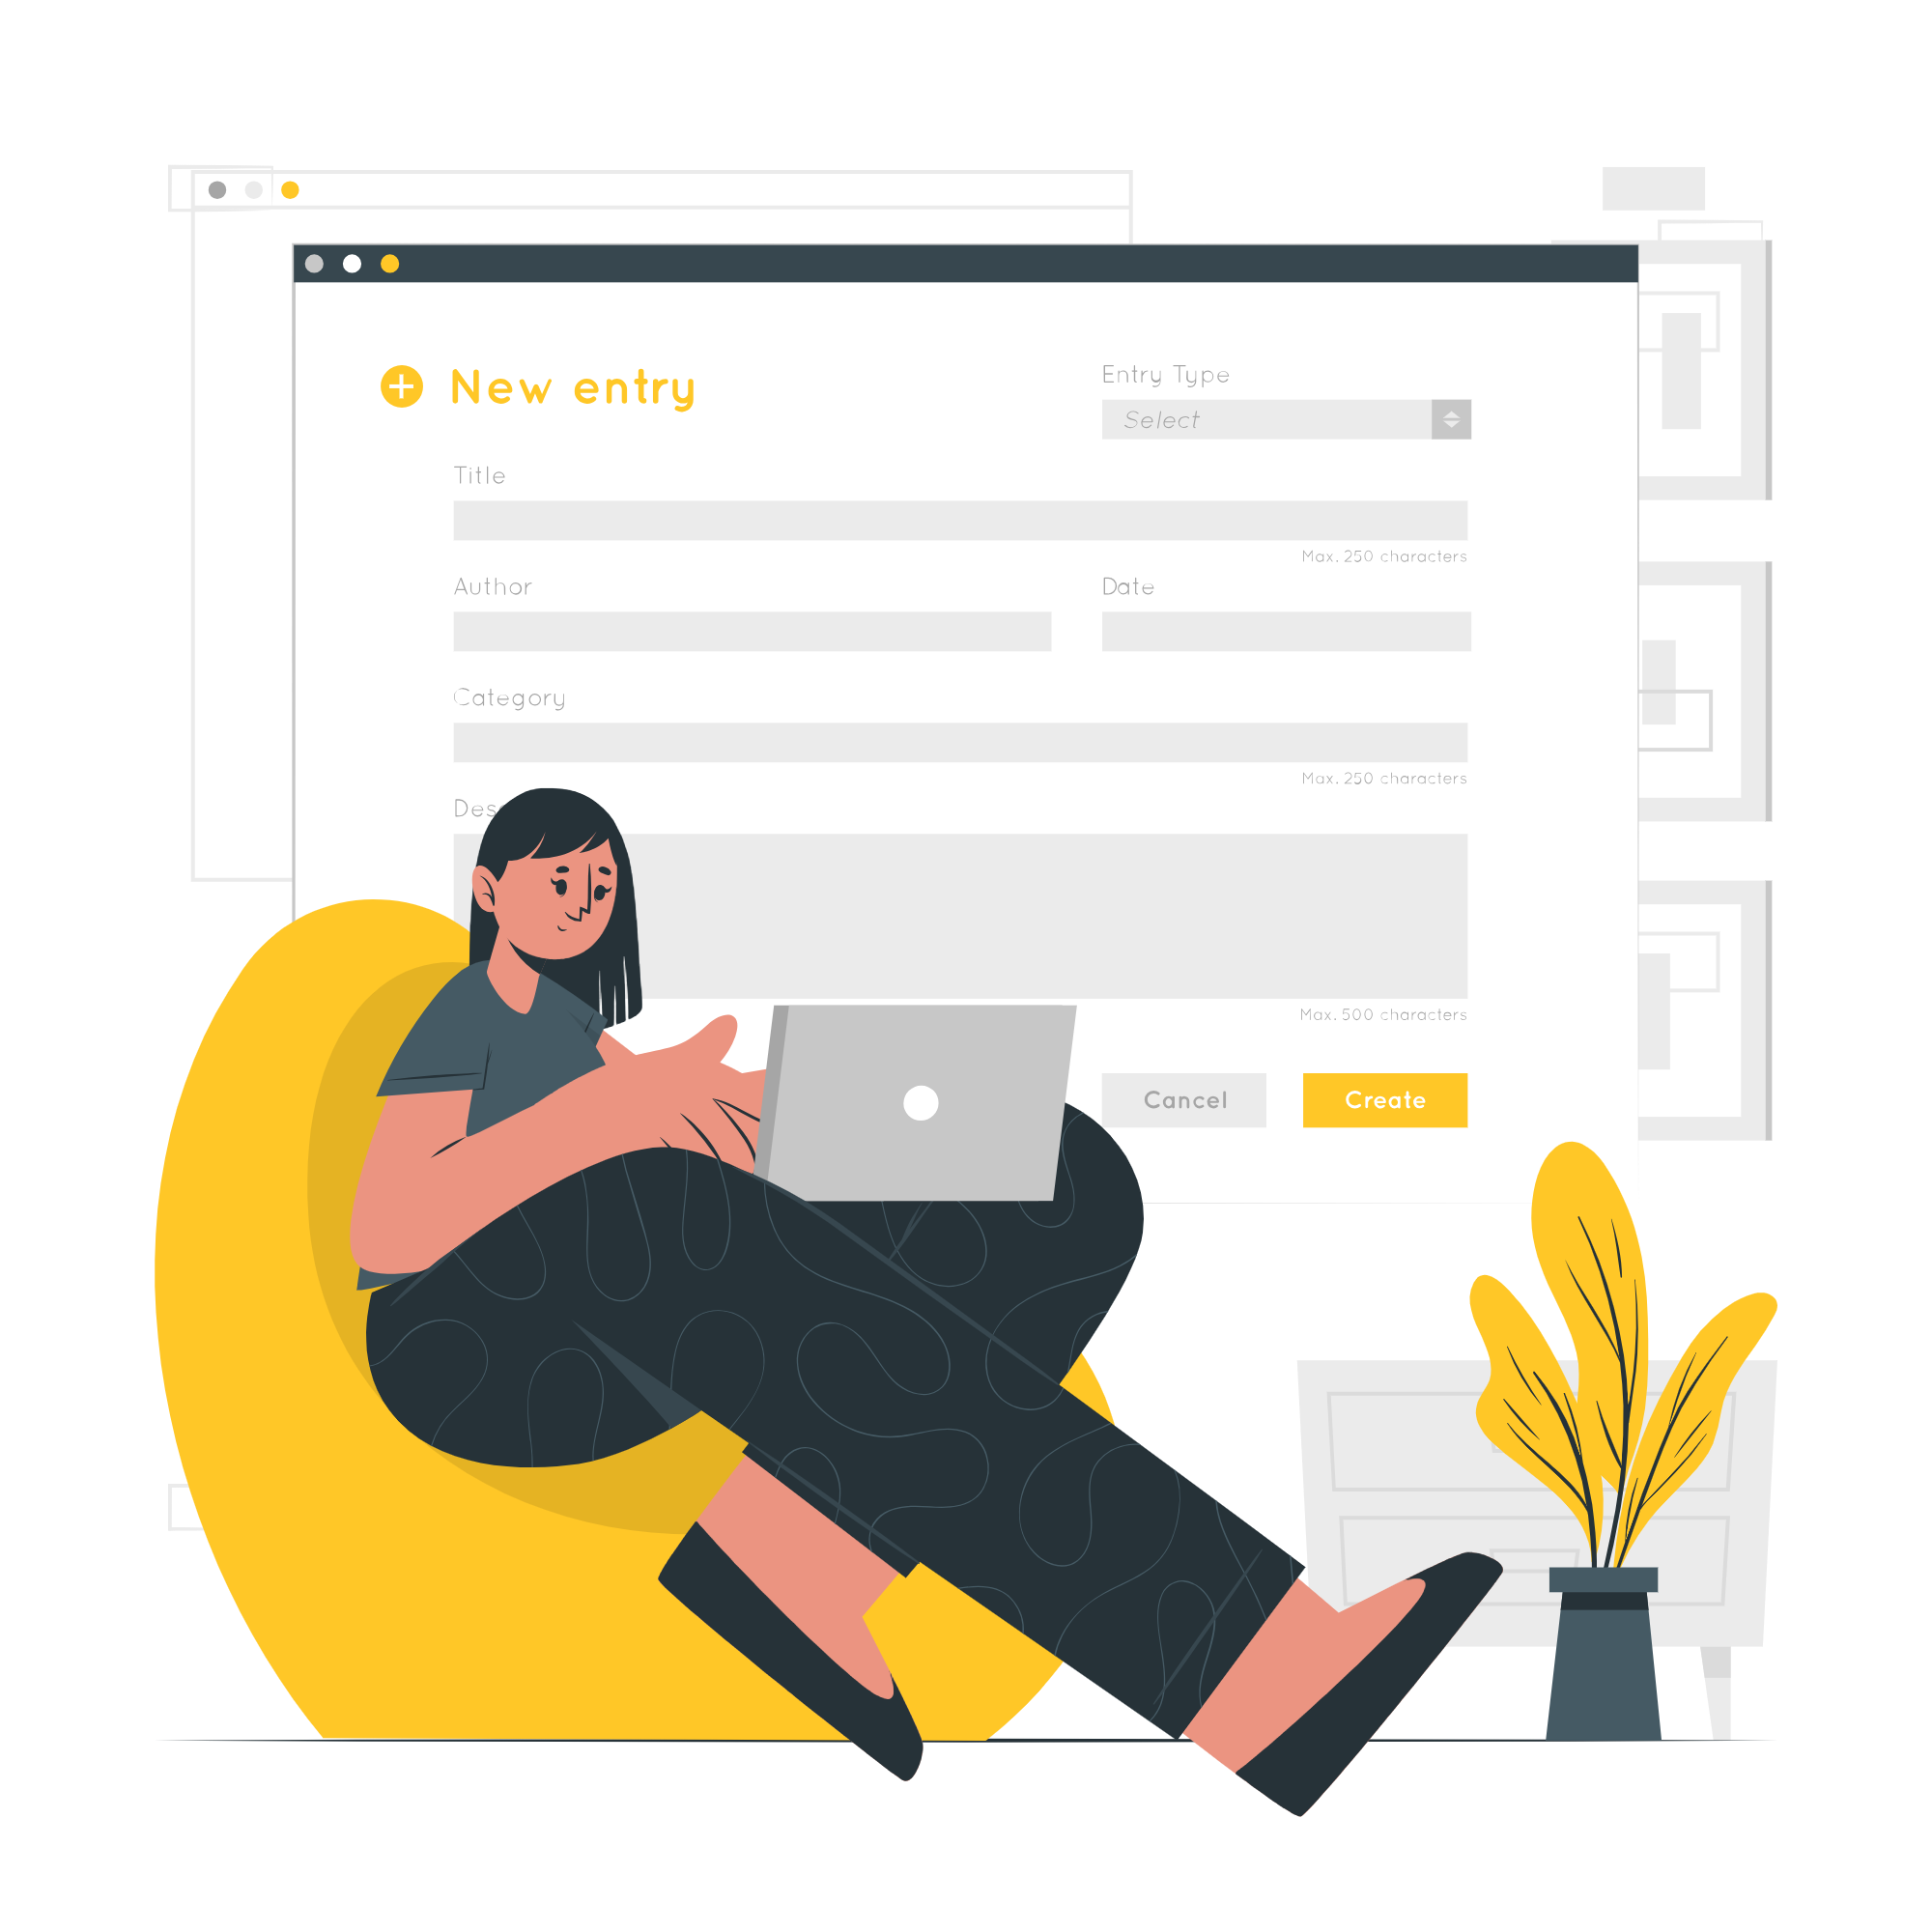 New entry
Entry Type
Select
Title
Max. 250 characters
Author
Date
Category
Max. 250 characters
Des
Max. 500 characters
Cancel
Create